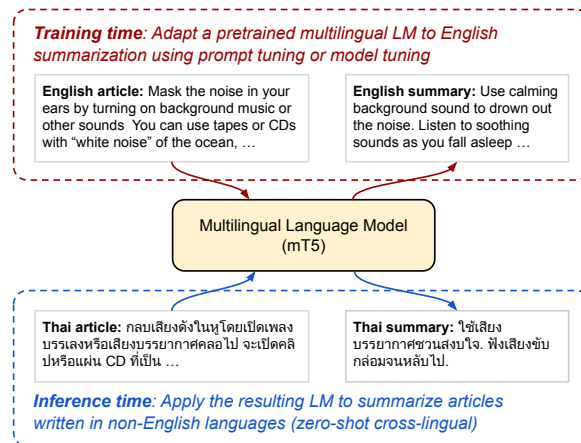 Training time: Adapt a pretrained multilingual LM to English
summarization using prompt tuning or model tuning
English article: Mask the noise in your
ears by turning on background music or
other sounds  You can use tapes or CDs
with “white noise” of the ocean, …
English summary: Use calming
background sound to drown out
the noise. Listen to soothing
sounds as you fall asleep …
Multilingual Language Model
(mT5)
Thai article: กลบเสียงดังในหูโดยเปิดเพลง
บรรเลงหรือเสียงบรรยากาศคลอไป จะเปิดคลิ
ปหรือแผ่น CD ที่เป็น …
Thai summary: ใช้เสียง
บรรยากาศชวนสงบใจ. ฟังเสียงขับ
กล่อมจนหลับไป.
Inference time: Apply the resulting LM to summarize articles
written in non-English languages (zero-shot cross-lingual)